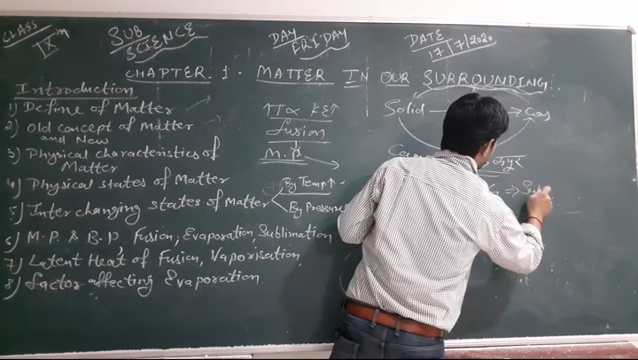 CLASS
IX
SUB
SCIENCE
DAY
FRIDAY
DATE
17/7/2020
CHAPTER. 1. MATTER IN OUR SURROUNDING.
Introduction
1) Define of Matter
2) Old concept of Matter
and New
3) Physical characteristics of
Matter
4) Physical states of Matter
5) Inter changing states of Matter
6) M.P & B.P, Fusion, Evaporation, Sublimation
7) Latent Heat of Fusion, Vaporisation,
8) Factor affecting Evaporation.
↑T ∝ KE↑
fusion
M.P
By Temp↑
By Pressure
Solid
Gas